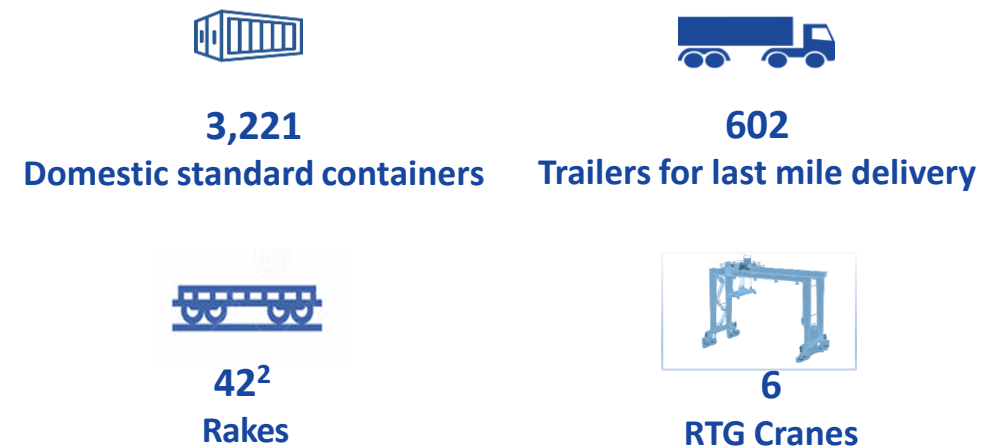 3,221
Domestic standard containers
602
Trailers for last mile delivery
42²
Rakes
6
RTG Cranes